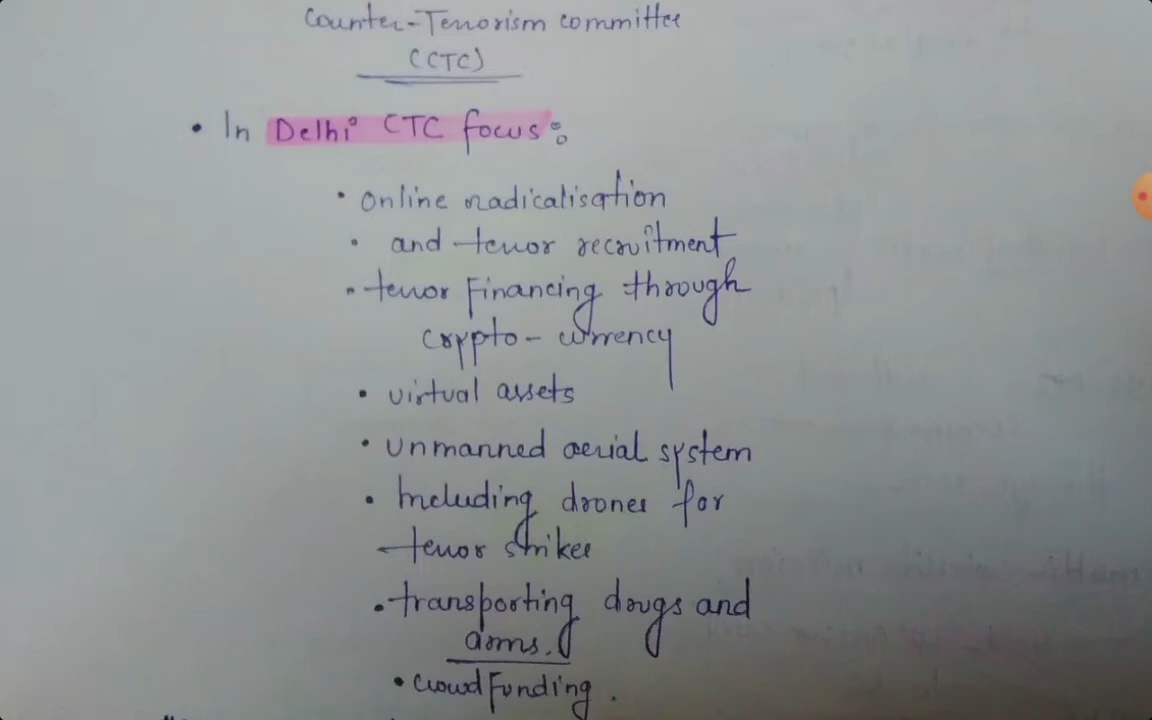 Counter-Terrorism committee
(CTC)
• In Delhi CTC focus:
• online radicalisation
• and terror recruitment
• terror Financing through
crypto-currency
• virtual assets
• unmanned aerial system
• Including drones for
terror strikes
• transporting drugs and
arms.
• crowdFunding.